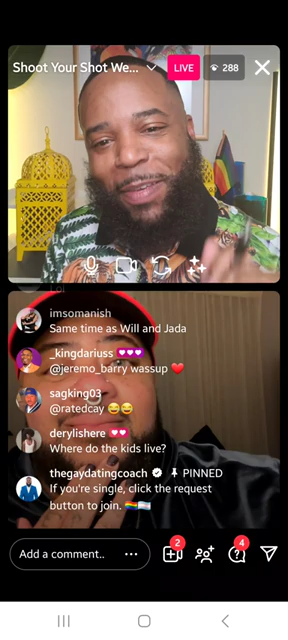 Shoot Your Shot We...
LIVE
288
Lol
imsomanish
Same time as Will and Jada
_kingdariuss
@jeremo_barry wassup ❤️
sagking03
@ratedcay 😂😂
derylishere
Where do the kids live?
thegaydatingcoach PINNED
If you're single, click the request
button to join. 🏳️‍🌈
Add a comment..
2
4